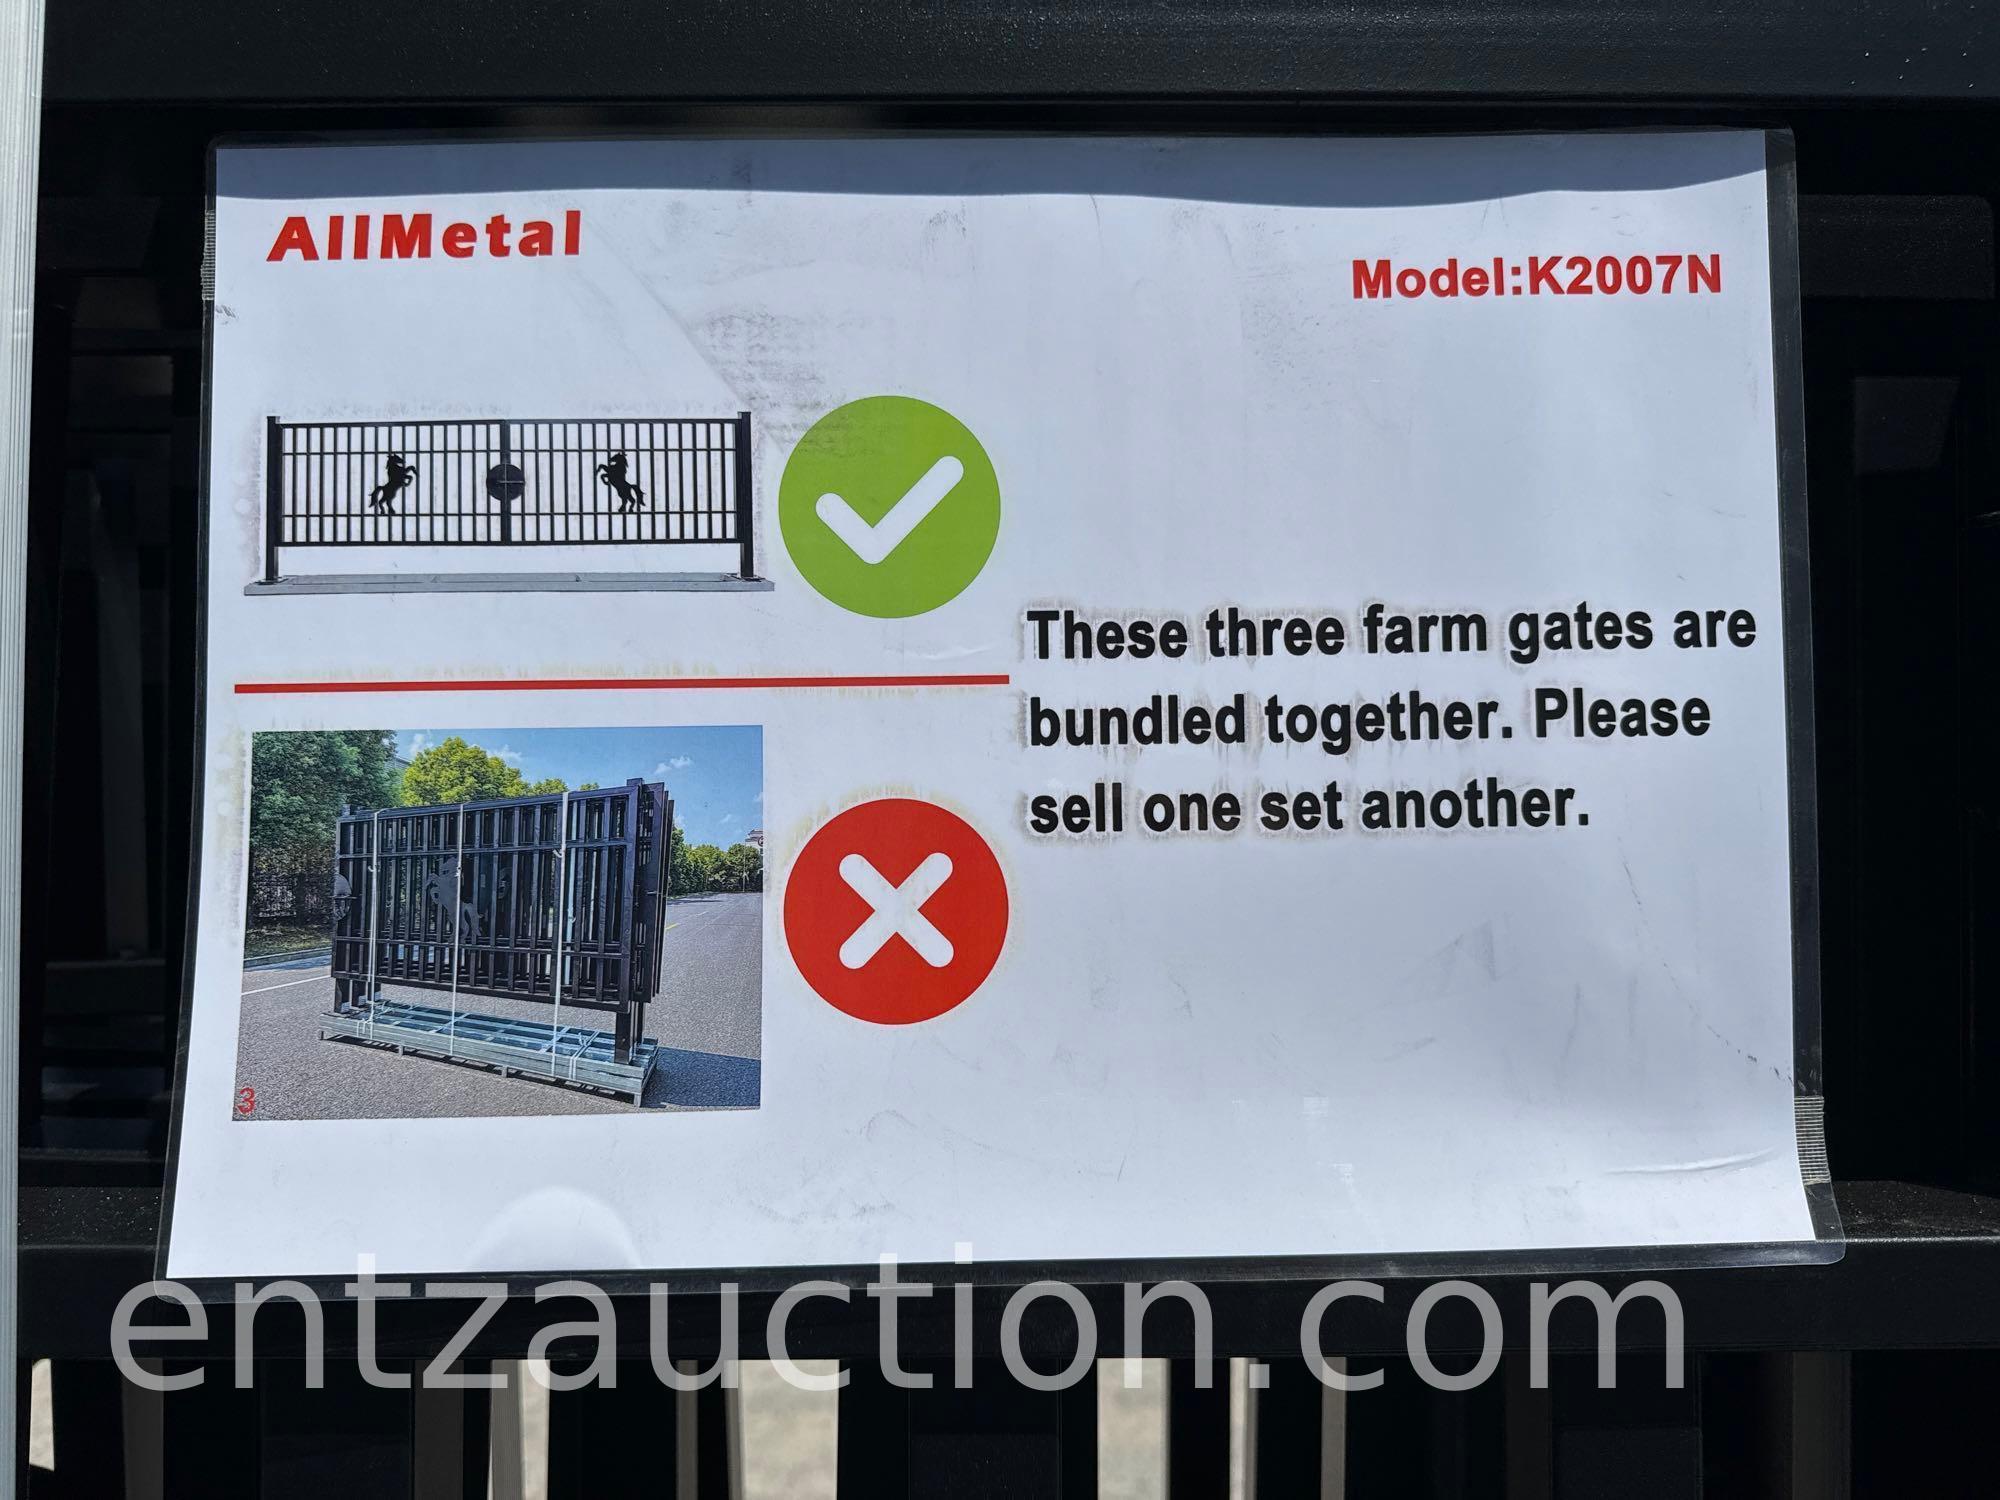 AllMetal
Model:K2007N
These three farm gates are
bundled together. Please
sell one set another.
3
entzauction.com